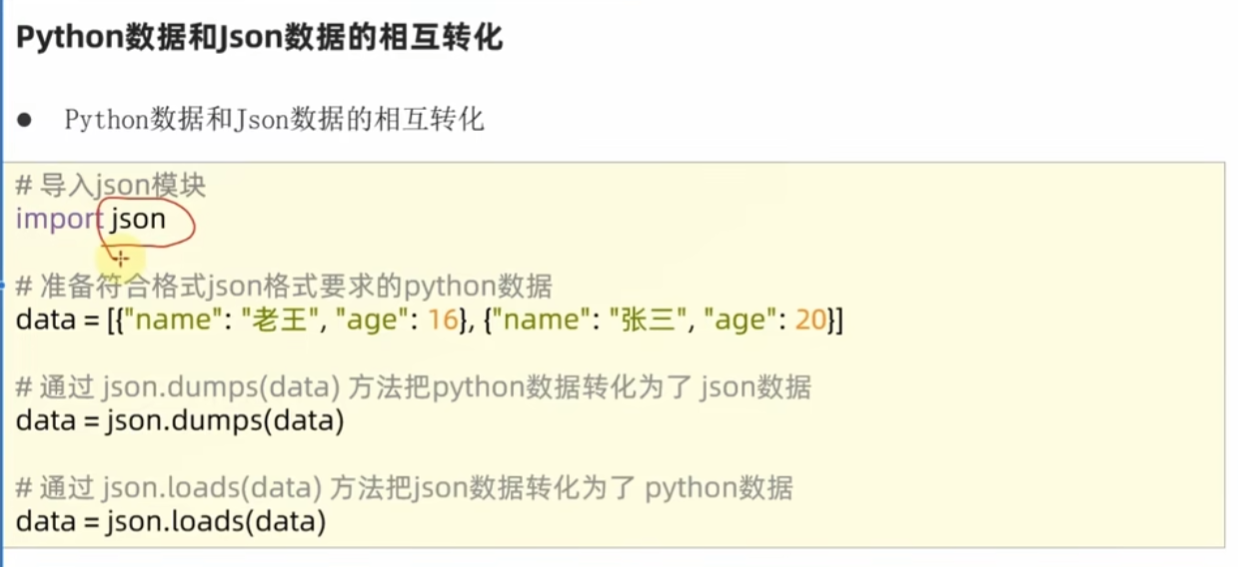 Python数据和Json数据的相互转化
● Python数据和Json数据的相互转化
# 导入json模块
import json
# 准备符合格式json格式要求的python数据
data = [{"name": "老王", "age": 16}, {"name": "张三", "age": 20}]
# 通过 json.dumps(data) 方法把python数据转化为了 json数据
data = json.dumps(data)
# 通过 json.loads(data) 方法把json数据转化为了 python数据
data = json.loads(data)